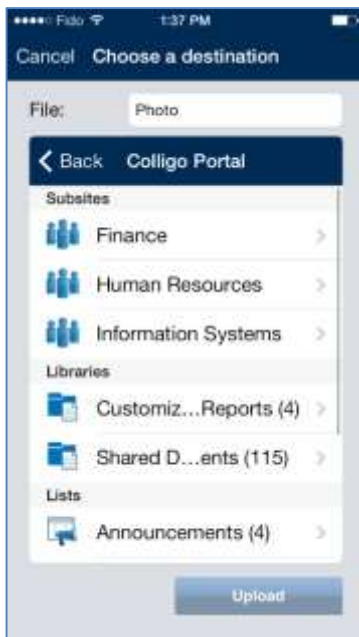 Fido 1:37 PM
Cancel Choose a destination
File: Photo
Back Colligo Portal
Subsites
Finance
Human Resources
Information Systems
Libraries
Customiz...Reports (4)
Shared D...ents (115)
Lists
Announcements (4)
Upload